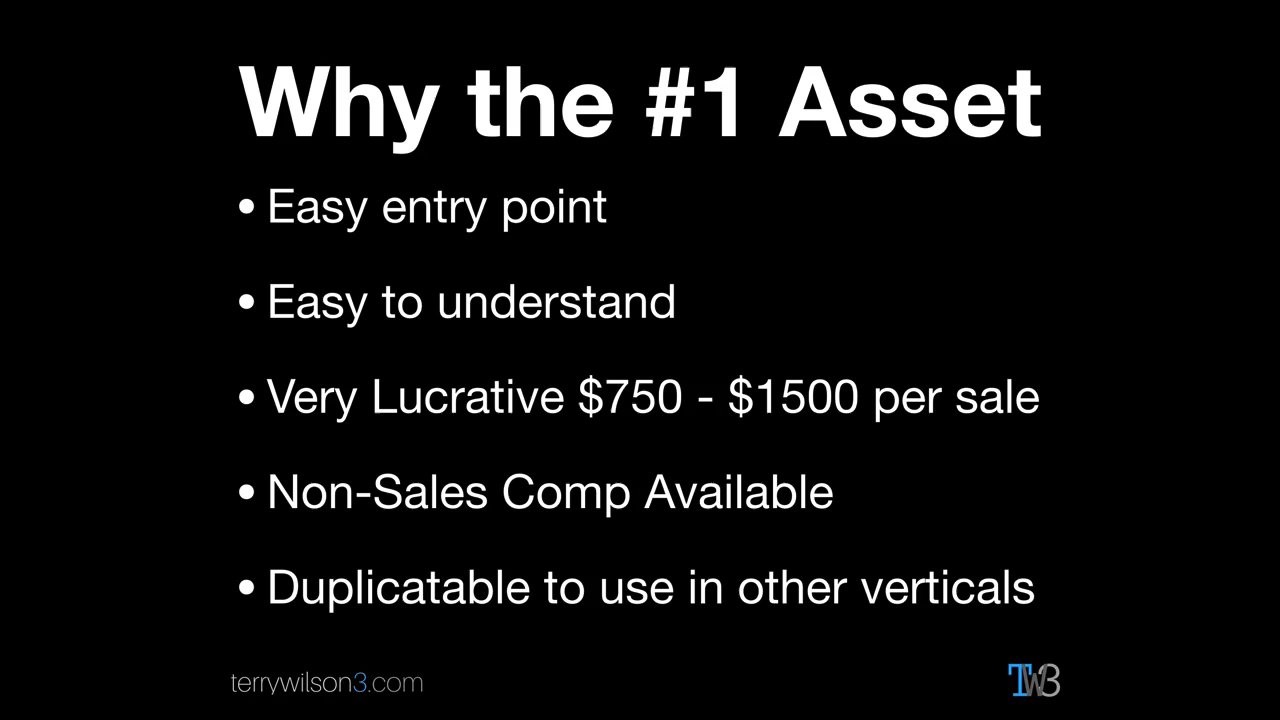 Why the #1 Asset
• Easy entry point
• Easy to understand
• Very Lucrative $750 - $1500 per sale
• Non-Sales Comp Available
• Duplicatable to use in other verticals
terrywilson3.com
TW3